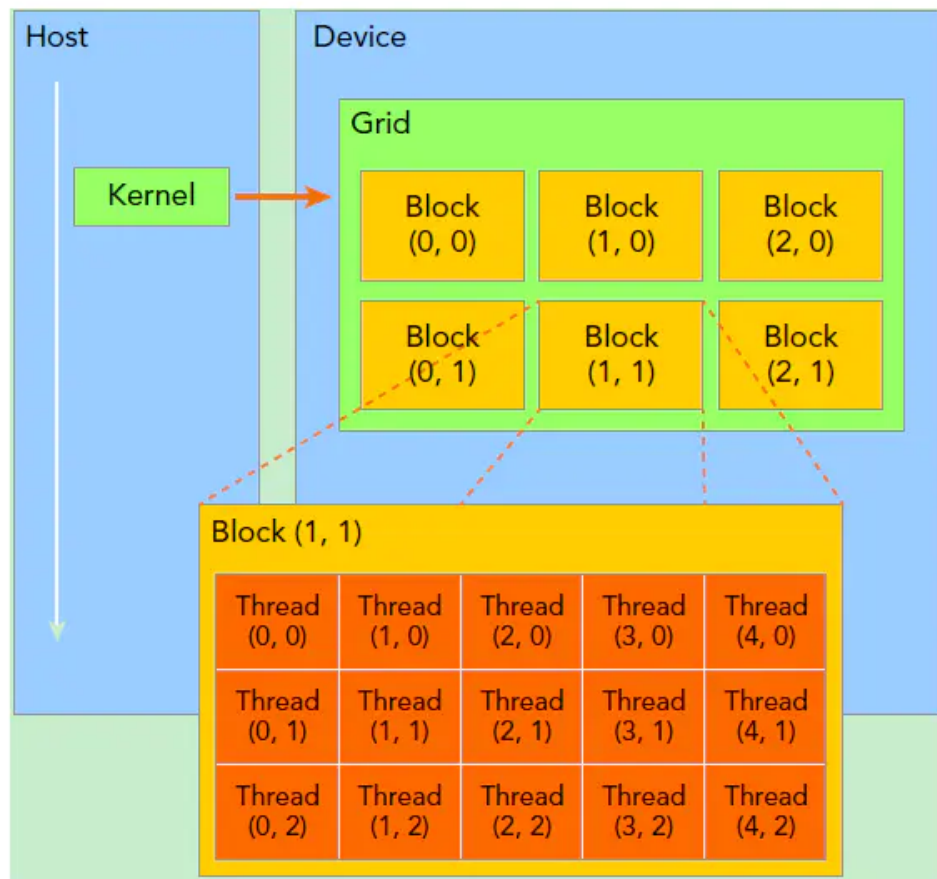 Host
Device
Grid
Kernel
Block
(0, 0)
Block
(1, 0)
Block
(2, 0)
Block
(0, 1)
Block
(1, 1)
Block
(2, 1)
Block (1, 1)
Thread
(0, 0)
Thread
(1, 0)
Thread
(2, 0)
Thread
(3, 0)
Thread
(4, 0)
Thread
(0, 1)
Thread
(1, 1)
Thread
(2, 1)
Thread
(3, 1)
Thread
(4, 1)
Thread
(0, 2)
Thread
(1, 2)
Thread
(2, 2)
Thread
(3, 2)
Thread
(4, 2)